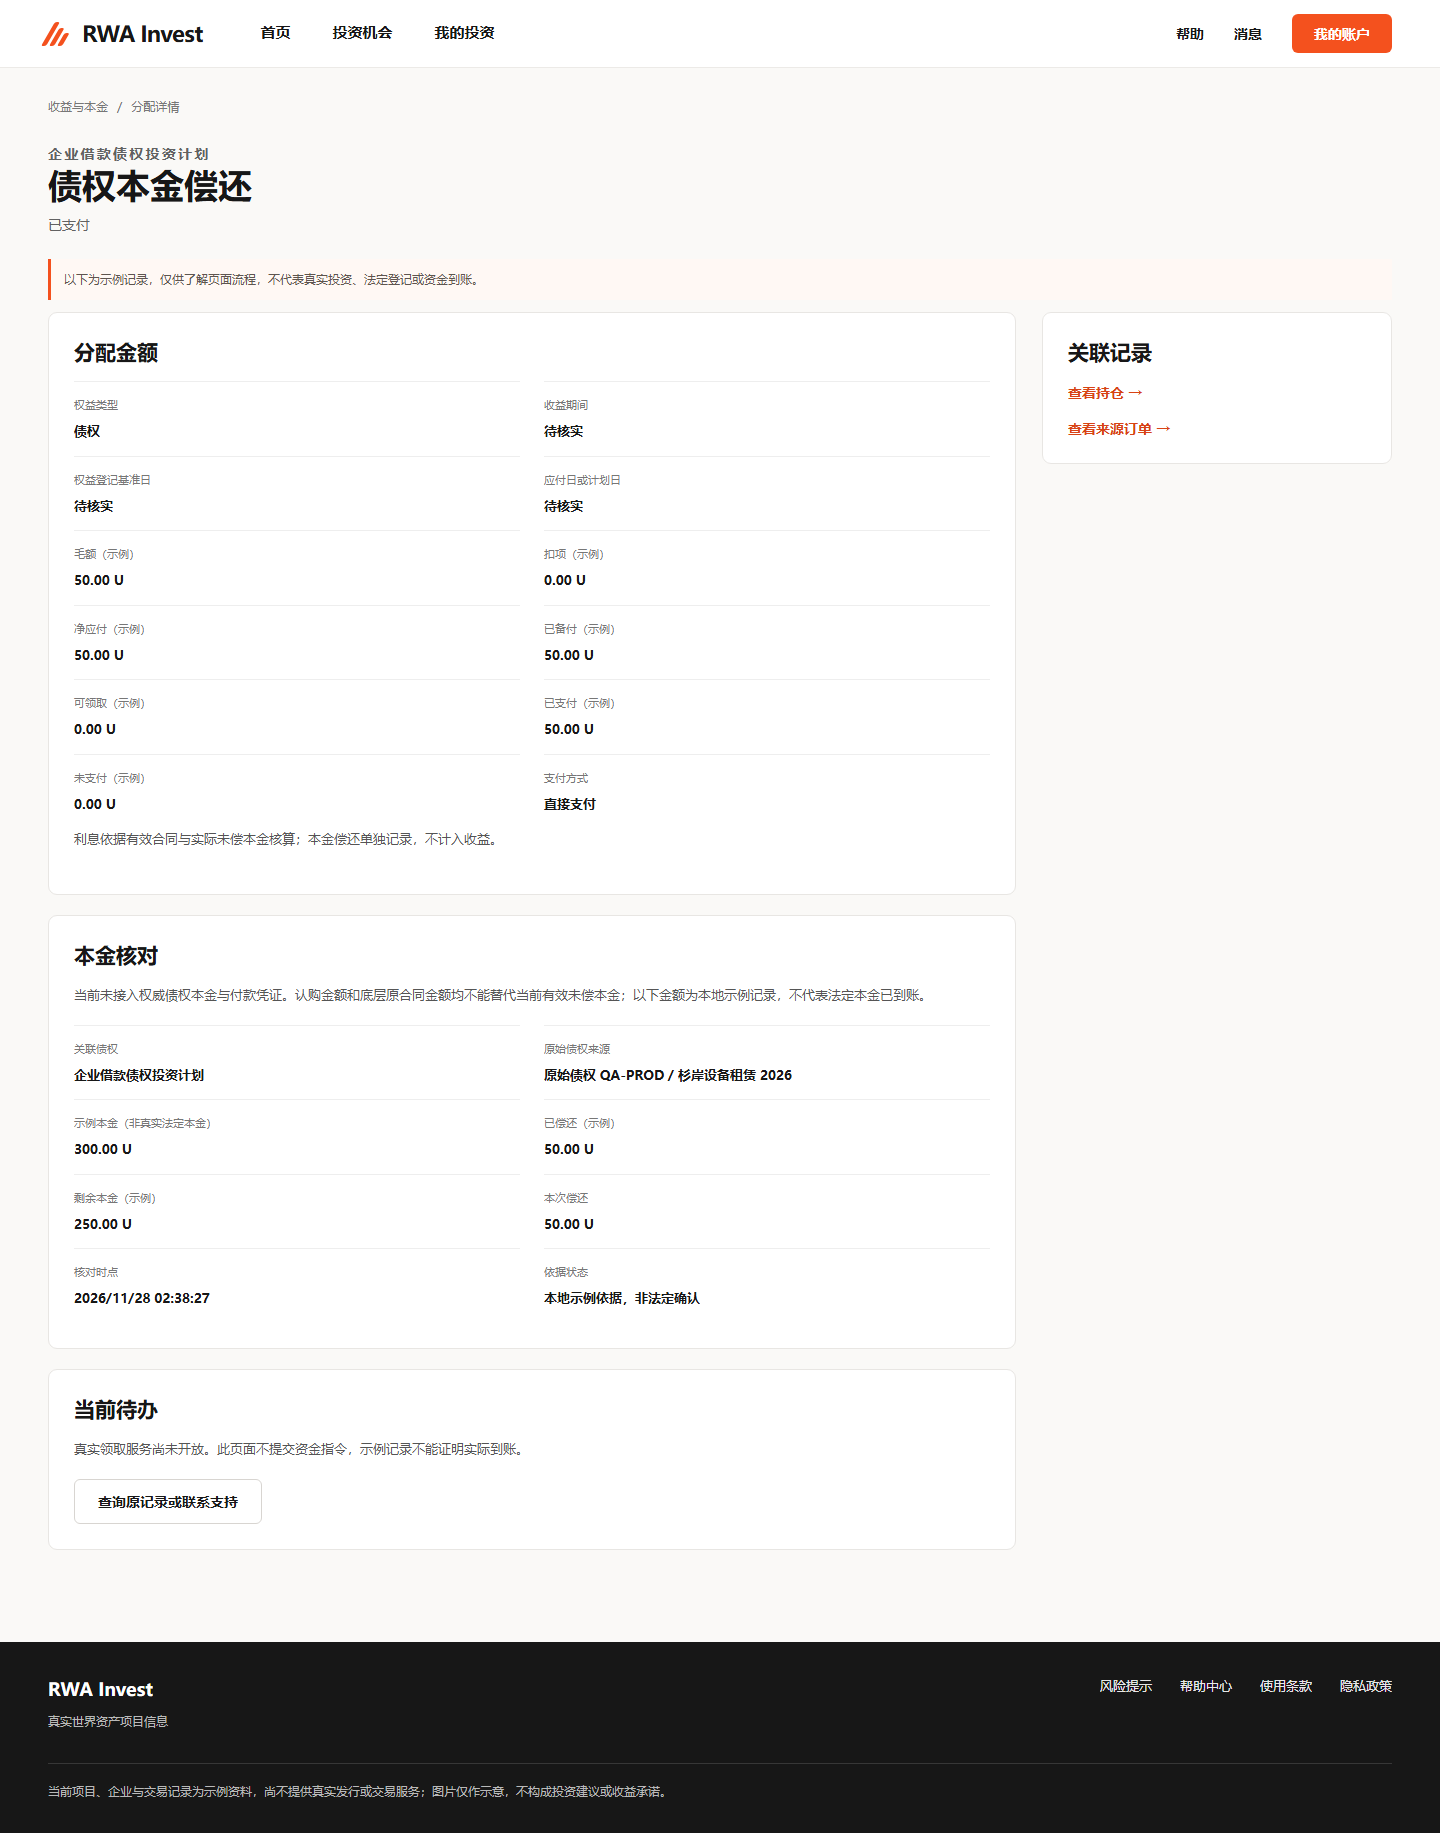 RWA Invest
首页
投资机会
我的投资
帮助
消息
我的账户
收益与本金 / 分配详情
企业借款债权投资计划
债权本金偿还
已支付
以下为示例记录，仅供了解页面流程，不代表真实投资、法定登记或资金到账。
分配金额
权益类型
债权
收益期间
待核实
权益登记基准日
待核实
应付日或计划日
待核实
毛额（示例）
50.00 U
扣项（示例）
0.00 U
净应付（示例）
50.00 U
已备付（示例）
50.00 U
可领取（示例）
0.00 U
已支付（示例）
50.00 U
未支付（示例）
0.00 U
支付方式
直接支付
利息依据有效合同与实际未偿本金核算；本金偿还单独记录，不计入收益。
关联记录
查看持仓 →
查看来源订单 →
本金核对
当前未接入权威债权本金与付款凭证。认购金额和底层原合同金额均不能替代当前有效未偿本金；以下金额为本地示例记录，不代表法定本金已到账。
关联债权
企业借款债权投资计划
原始债权来源
原始债权 QA-PROD / 杉岸设备租赁 2026
示例本金（非真实法定本金）
300.00 U
已偿还（示例）
50.00 U
剩余本金（示例）
250.00 U
本次偿还
50.00 U
核对时点
2026/11/28 02:38:27
依据状态
本地示例依据，非法定确认
当前待办
真实领取服务尚未开放。此页面不提交资金指令，示例记录不能证明实际到账。
查询原记录或联系支持
RWA Invest
真实世界资产项目信息
风险提示
帮助中心
使用条款
隐私政策
当前项目、企业与交易记录为示例资料，尚不提供真实发行或交易服务；图片仅作示意，不构成投资建议或收益承诺。